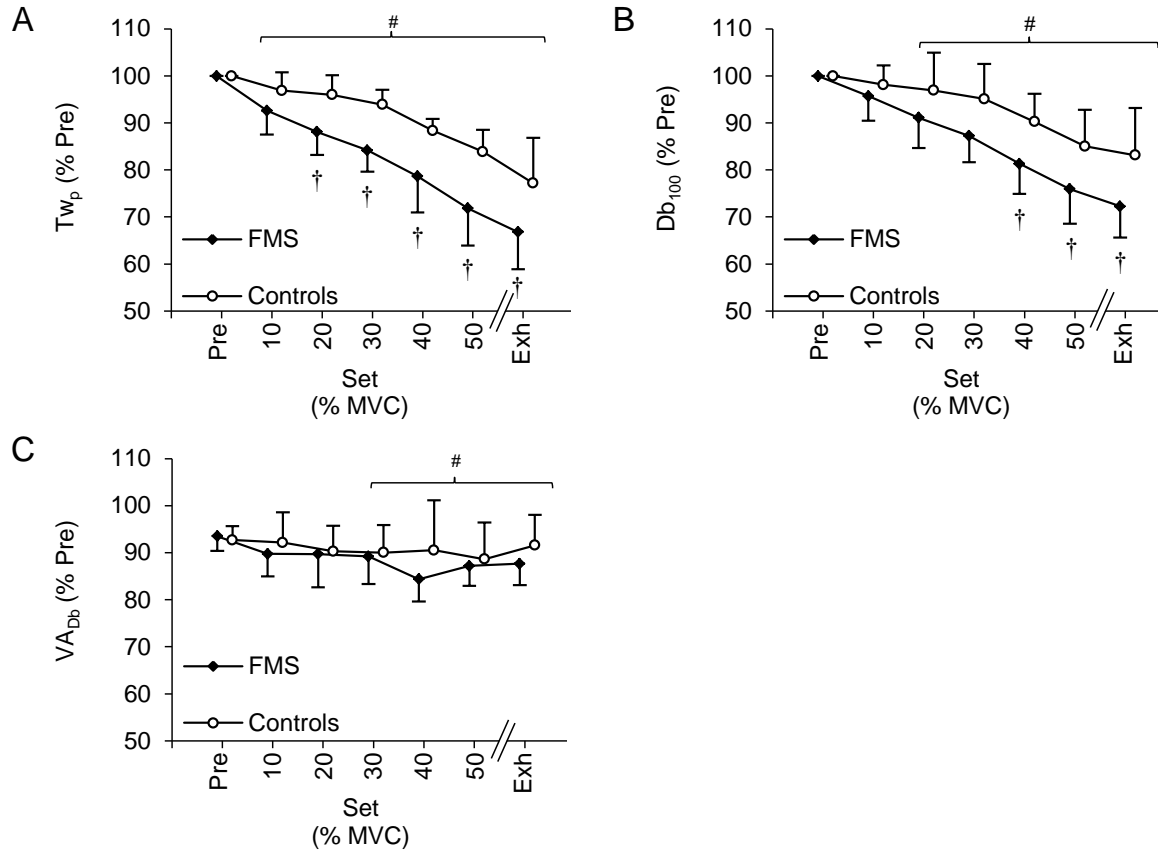 A
#
110
100
90
80
70
60
50
Tw_p (% Pre)
† † † † †
FMS
Controls
Pre 10 20 30 40 50 Exh
Set
(% MVC)
B
#
110
100
90
80
70
60
50
Db_100 (% Pre)
† † †
FMS
Controls
Pre 10 20 30 40 50 Exh
Set
(% MVC)
C
#
110
100
90
80
70
60
50
VA_Db (% Pre)
FMS
Controls
Pre 10 20 30 40 50 Exh
Set
(% MVC)